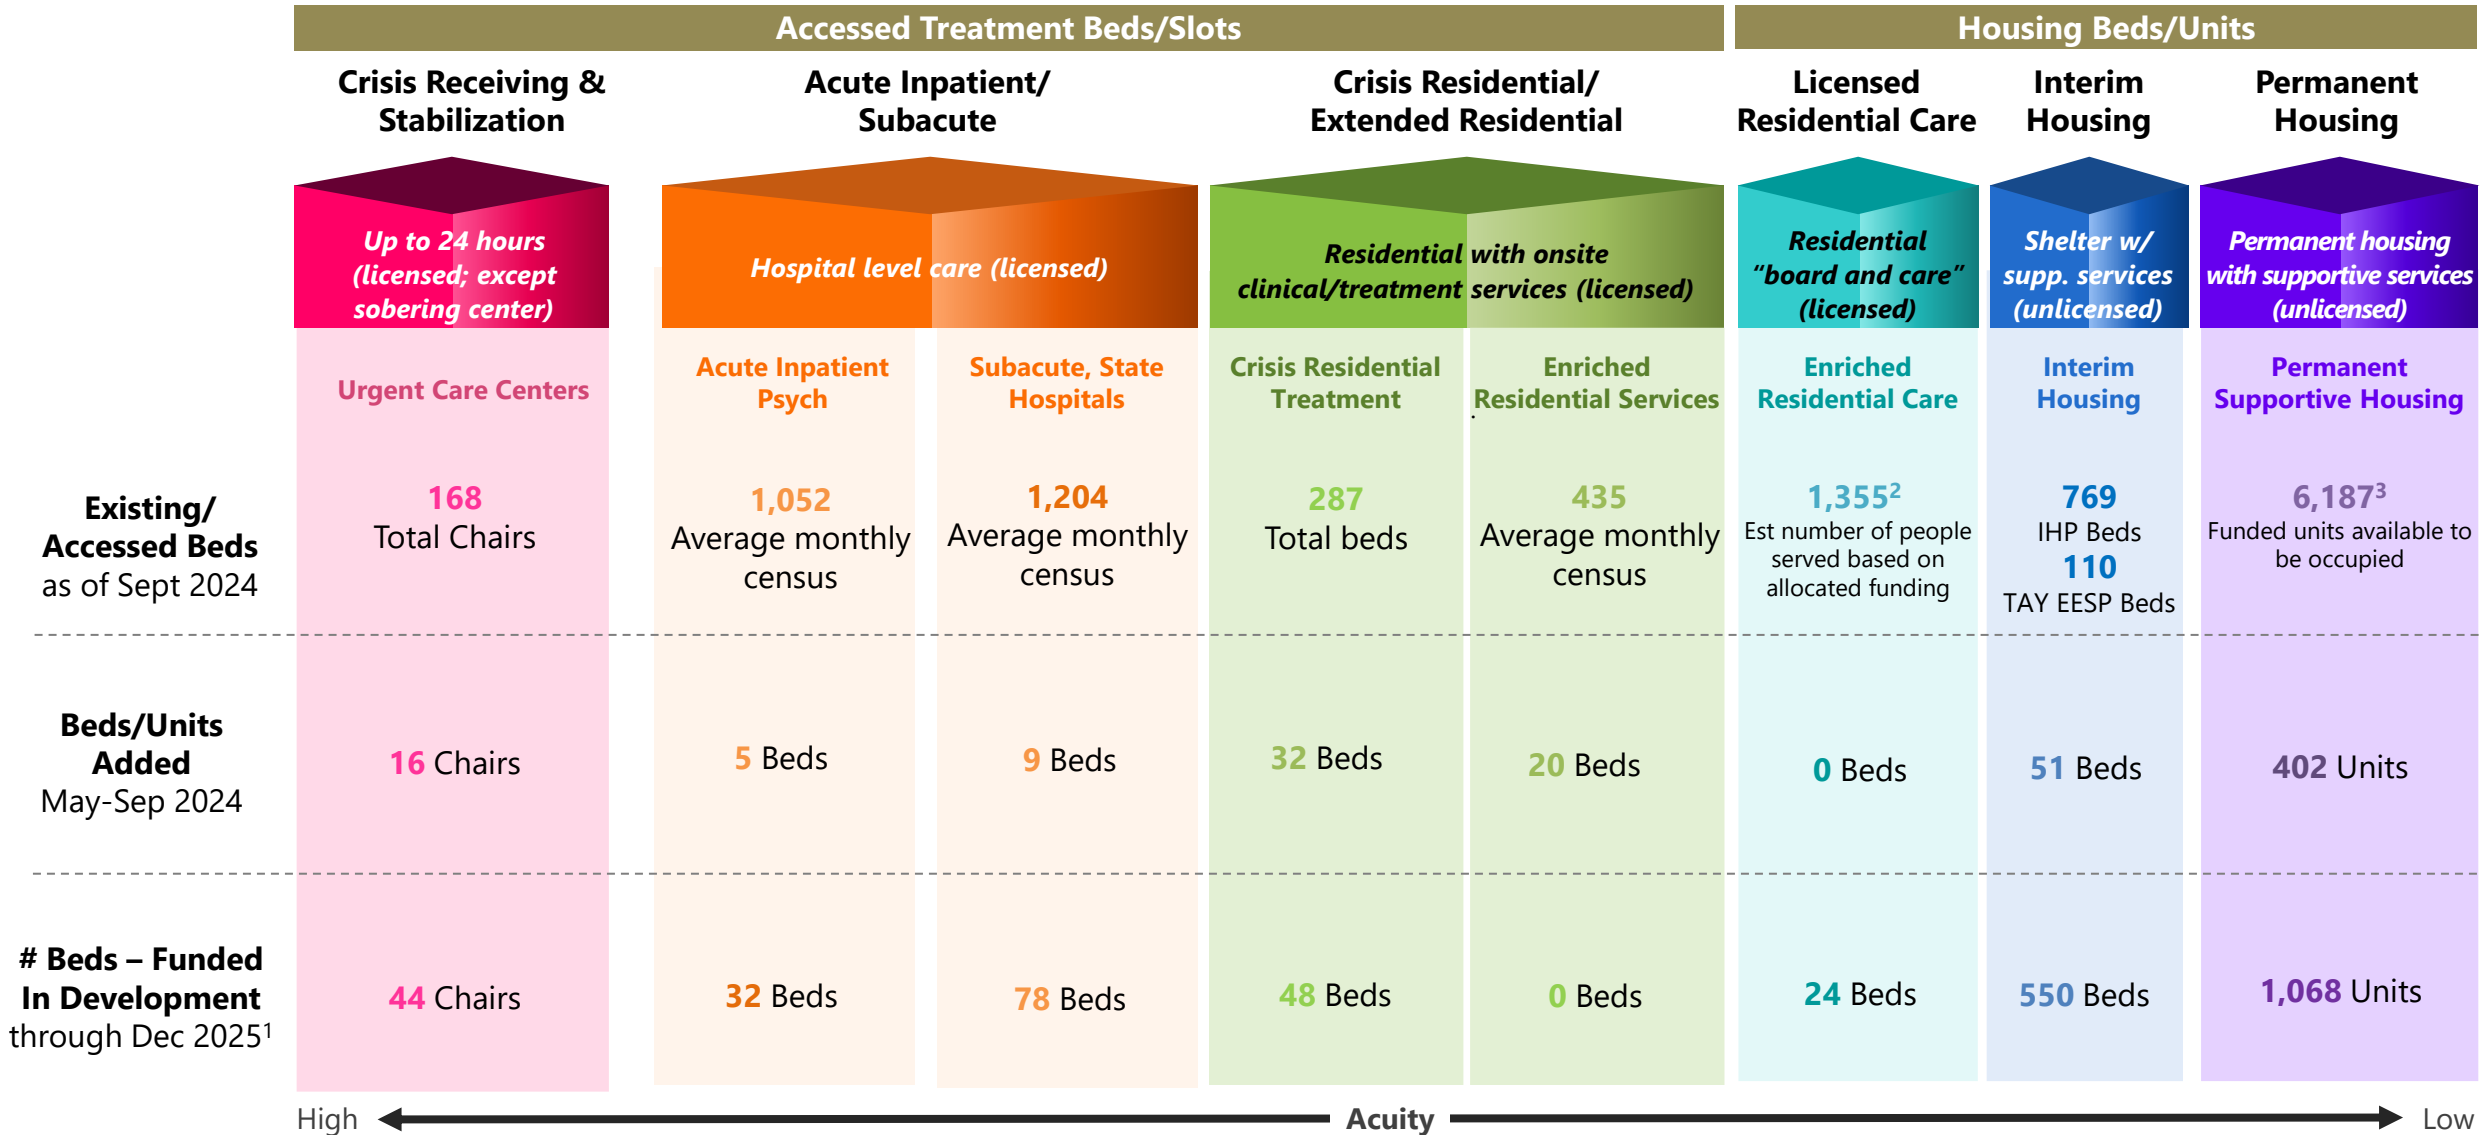 Accessed Treatment Beds/Slots
Housing Beds/Units
Crisis Receiving &
Stabilization
Acute Inpatient/
Subacute
Crisis Residential/
Extended Residential
Licensed
Residential Care
Interim
Housing
Permanent
Housing
Up to 24 hours
(licensed; except
sobering center)
Hospital level care (licensed)
Residential with onsite
clinical/treatment services (licensed)
Residential
“board and care”
(licensed)
Shelter w/
supp. services
(unlicensed)
Permanent housing
with supportive services
(unlicensed)
Urgent Care Centers
Acute Inpatient
Psych
Subacute, State
Hospitals
Crisis Residential
Treatment
Enriched
Residential Services
Enriched
Residential Care
Interim
Housing
Permanent
Supportive Housing
Existing/
Accessed Beds
as of Sept 2024
168
Total Chairs
1,052
Average monthly
census
1,204
Average monthly
census
287
Total beds
435
Average monthly
census
1,355²
Est number of people
served based on
allocated funding
769
IHP Beds
110
TAY EESP Beds
6,187³
Funded units available to
be occupied
Beds/Units
Added
May-Sep 2024
16 Chairs
5 Beds
9 Beds
32 Beds
20 Beds
0 Beds
51 Beds
402 Units
# Beds – Funded
In Development
through Dec 2025¹
44 Chairs
32 Beds
78 Beds
48 Beds
0 Beds
24 Beds
550 Beds
1,068 Units
High
Acuity
Low